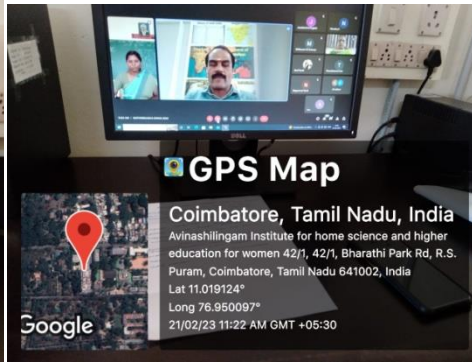 DELL
GPS Map
Coimbatore, Tamil Nadu, India
Avinashilingam Institute for home science and higher
education for women 42/1, 42/1, Bharathi Park Rd, R.S.
Puram, Coimbatore, Tamil Nadu 641002, India
Lat 11.019124°
Long 76.950097°
21/02/23 11:22 AM GMT +05:30
Google